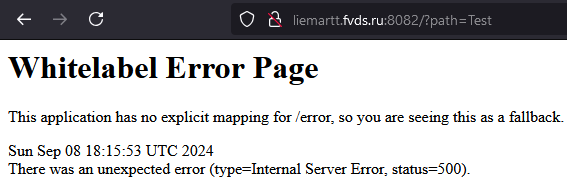 liemartt.fvds.ru:8082/?path=Test
Whitelabel Error Page
This application has no explicit mapping for /error, so you are seeing this as a fallback.
Sun Sep 08 18:15:53 UTC 2024
There was an unexpected error (type=Internal Server Error, status=500).